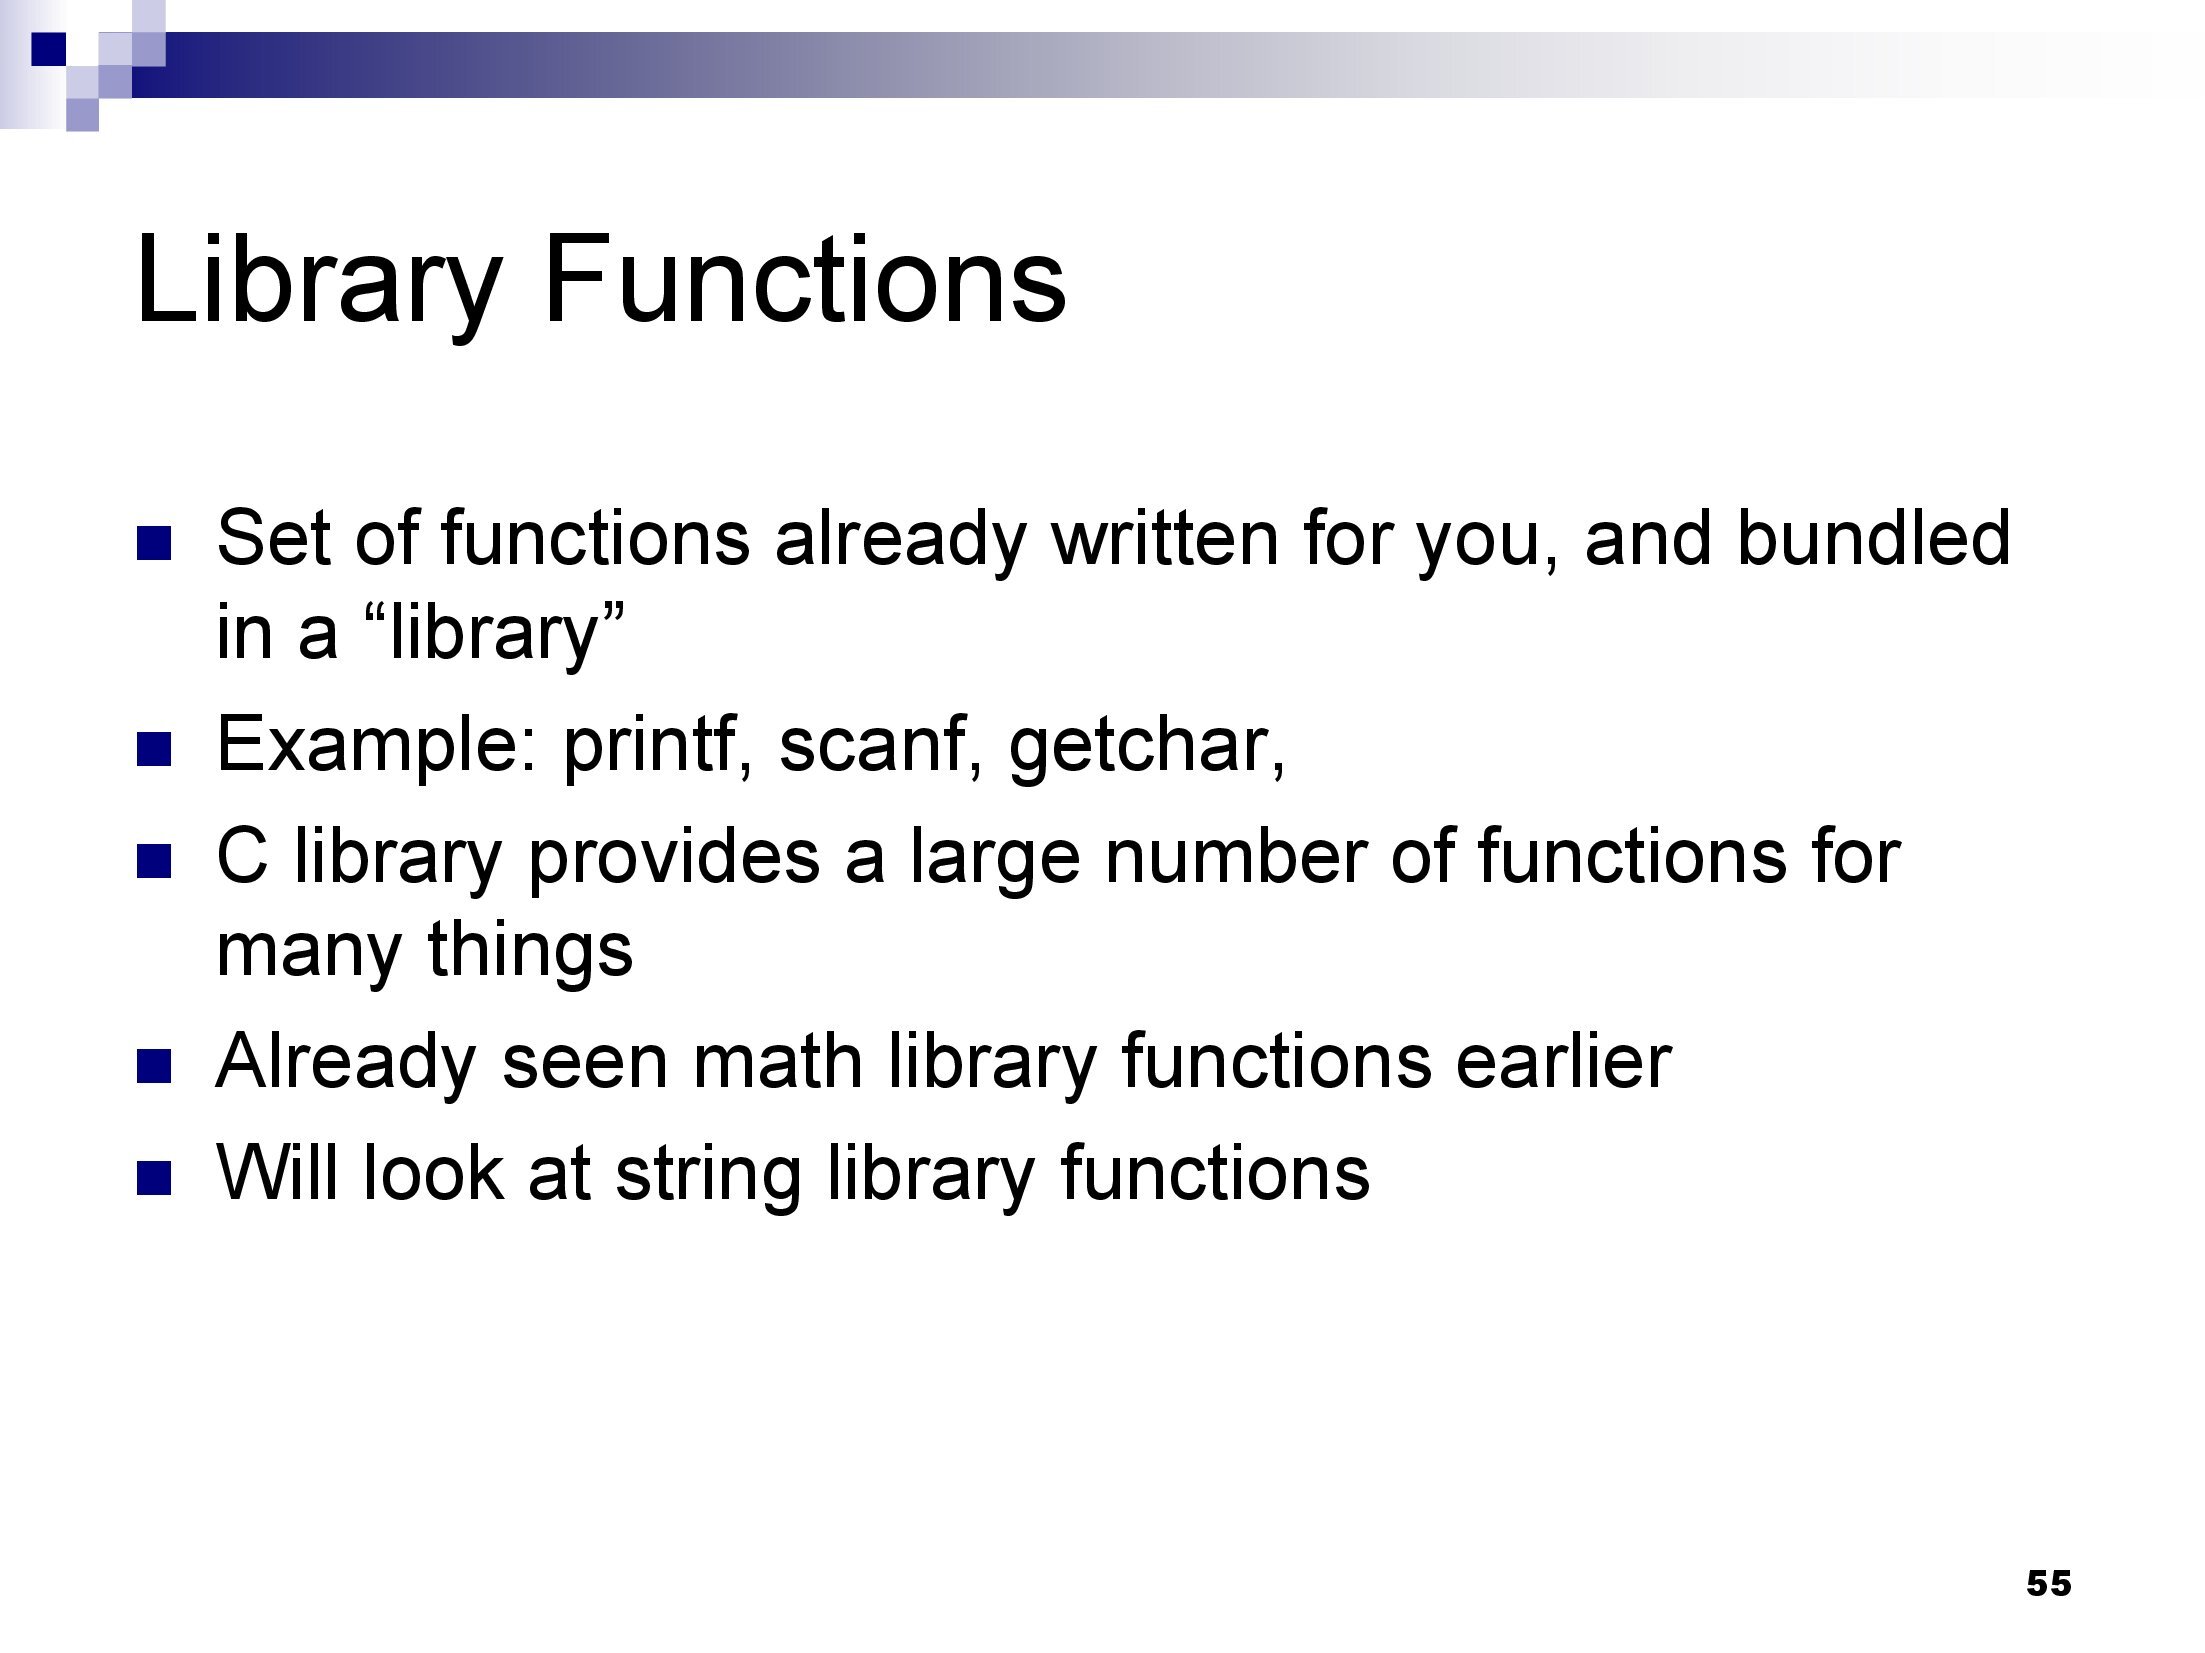 Library Functions
Set of functions already written for you, and bundled
in a “library”
Example: printf, scanf, getchar,
C library provides a large number of functions for
many things
Already seen math library functions earlier
Will look at string library functions
55